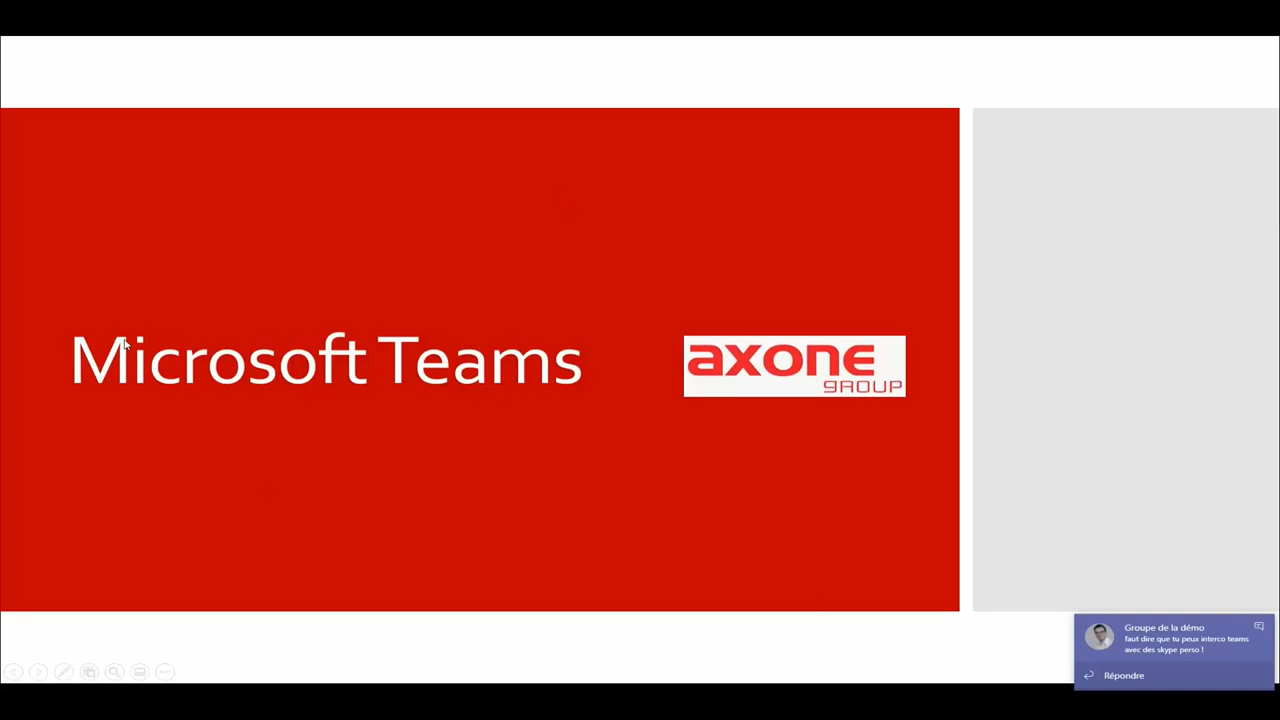 Microsoft Teams
axone
GROUP
Groupe de la démo
faut dire que tu peux interco teams
avec des skype perso !
Répondre